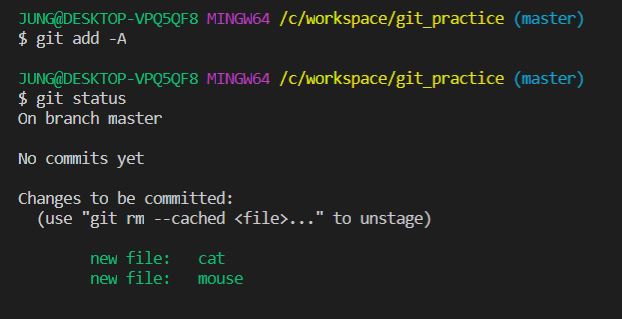 JUNG@DESKTOP-VPQ5QF8 MINGW64 /c/workspace/git_practice (master)
$ git add -A
JUNG@DESKTOP-VPQ5QF8 MINGW64 /c/workspace/git_practice (master)
$ git status
On branch master
No commits yet
Changes to be committed:
  (use "git rm --cached <file>..." to unstage)
        new file:   cat
        new file:   mouse